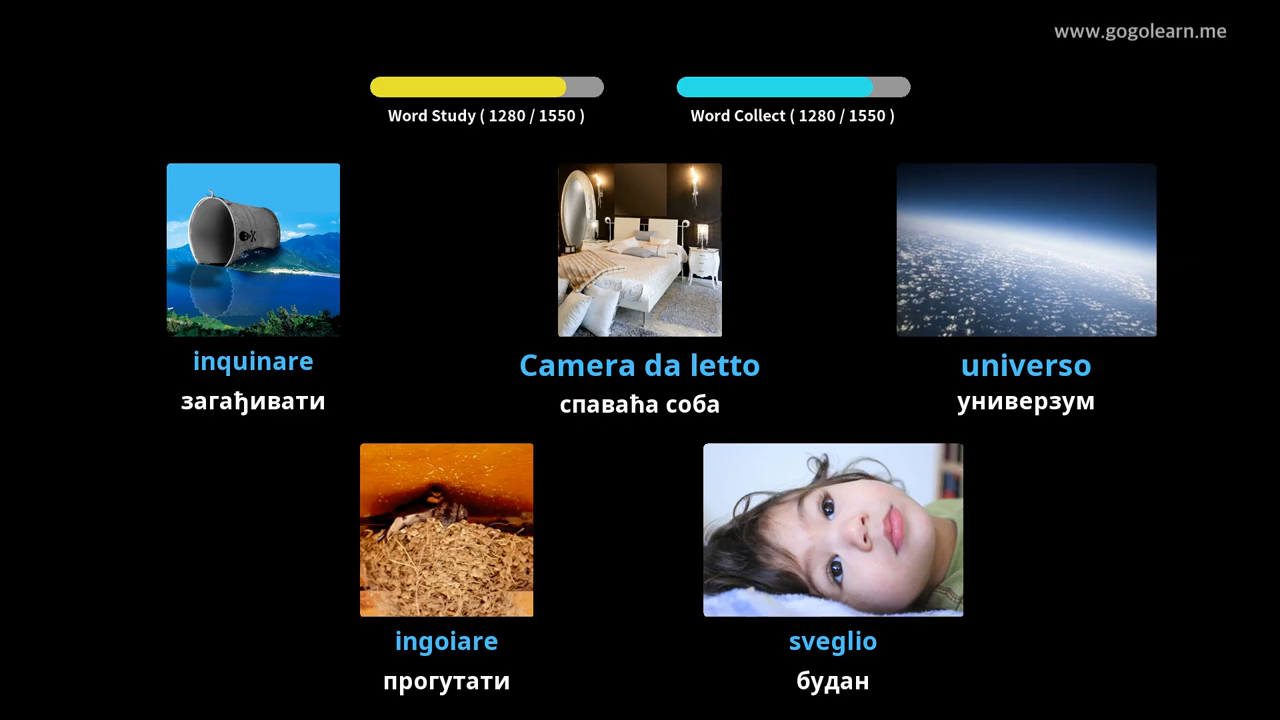 www.gogolearn.me
Word Study ( 1280 / 1550 )
Word Collect ( 1280 / 1550 )
inquinare
загађивати
Camera da letto
спаваћа соба
universo
универзум
ingoiare
прогутати
sveglio
будан